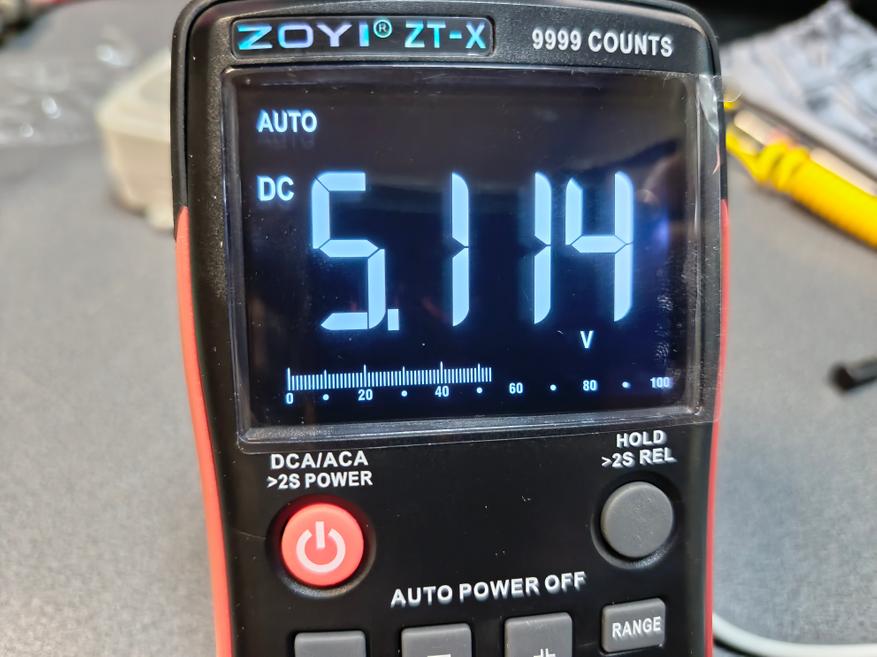 ZOYI® ZT-X
9999 COUNTS
AUTO
DC
5.114
V
0 20 40 60 80 100
DCA/ACA
>2S POWER
HOLD
>2S REL
AUTO POWER OFF
RANGE